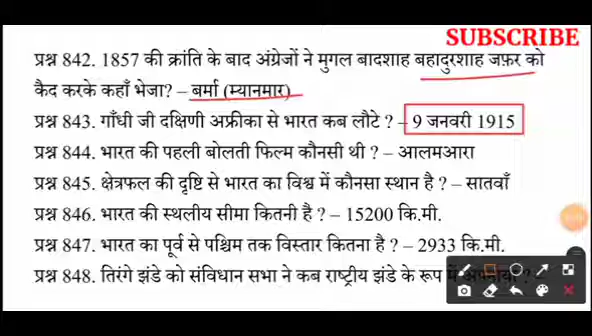 SUBSCRIBE
प्रश्न 842. 1857 की क्रांति के बाद अंग्रेजों ने मुगल बादशाह बहादुरशाह जफ़र को
कैद करके कहाँ भेजा? – बर्मा (म्यानमार)
प्रश्न 843. गाँधी जी दक्षिणी अफ्रीका से भारत कब लौटे ? – 9 जनवरी 1915
प्रश्न 844. भारत की पहली बोलती फिल्म कौनसी थी ? – आलमआरा
प्रश्न 845. क्षेत्रफल की दृष्टि से भारत का विश्व में कौनसा स्थान है ? – सातवाँ
प्रश्न 846. भारत की स्थलीय सीमा कितनी है ? – 15200 कि.मी.
प्रश्न 847. भारत का पूर्व से पश्चिम तक विस्तार कितना है ? – 2933 कि.मी.
प्रश्न 848. तिरंगे झंडे को संविधान सभा ने कब राष्ट्रीय झंडे के रूप में